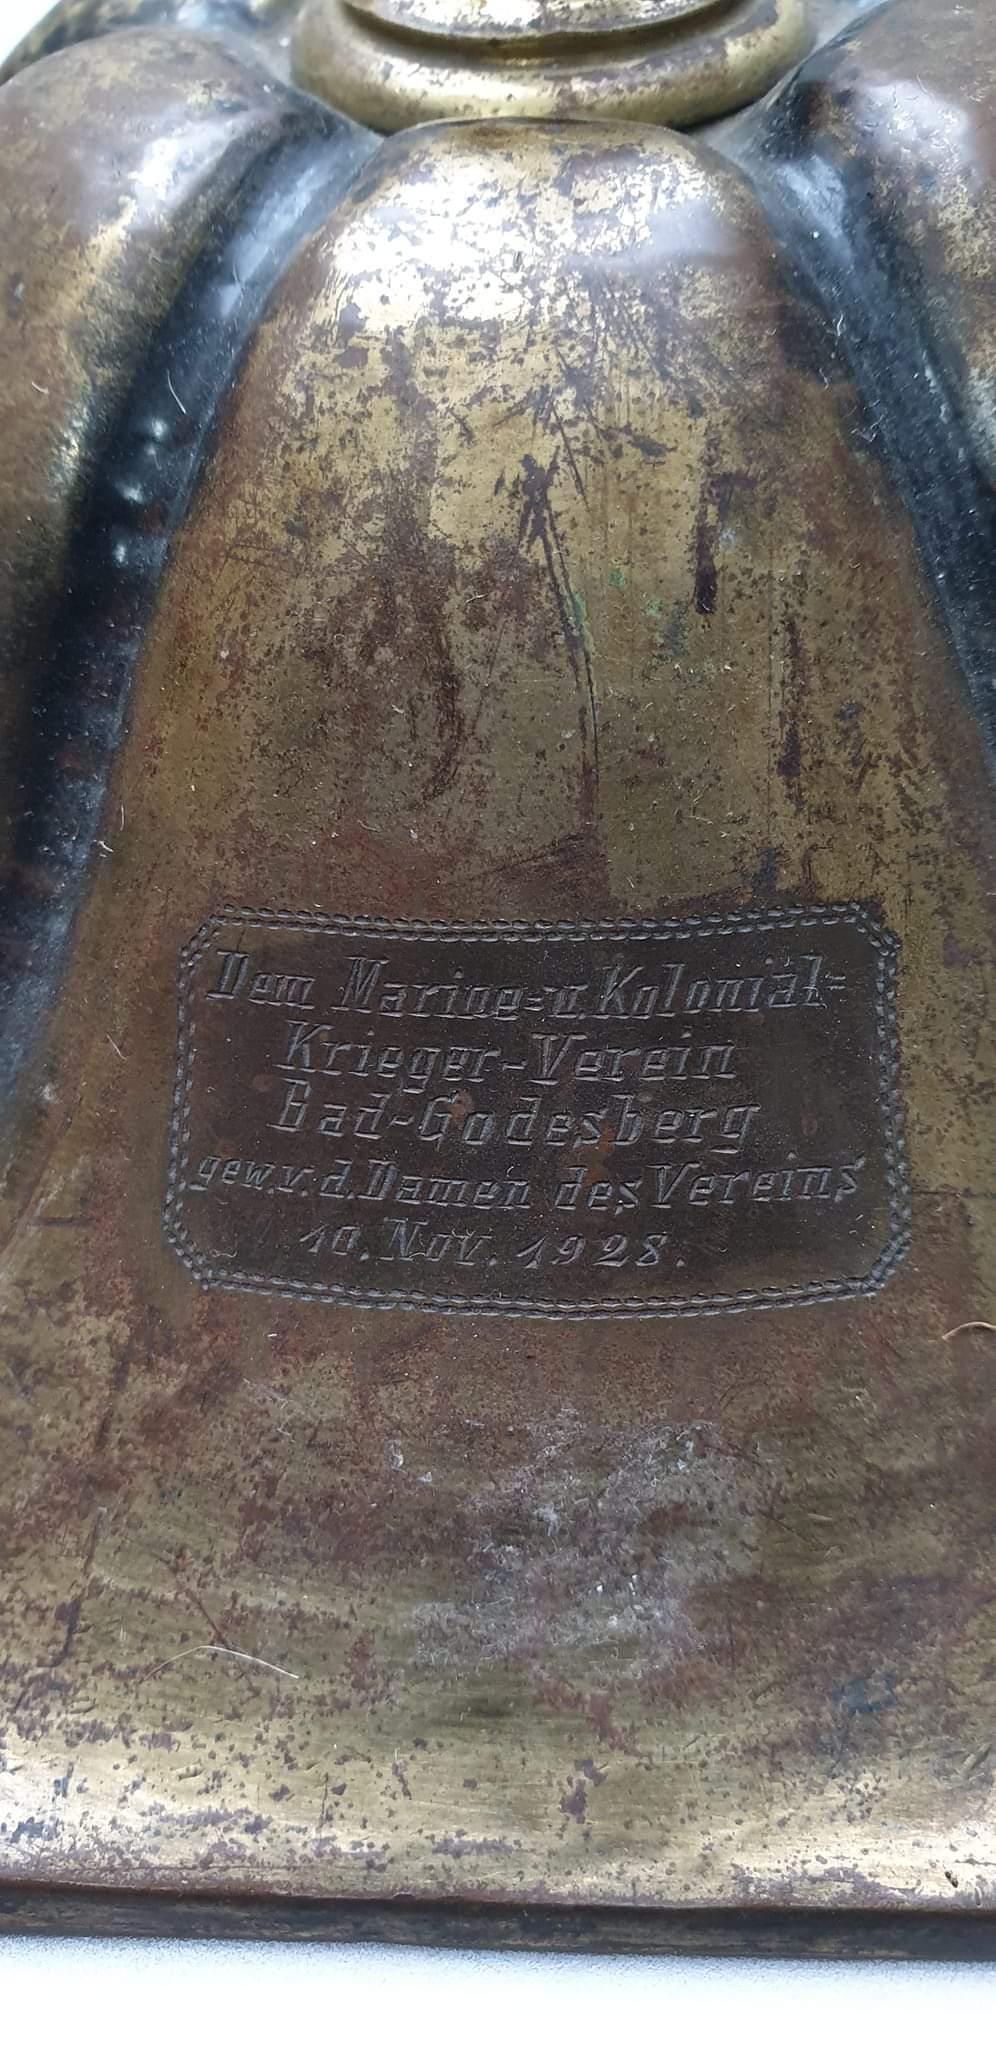 Dem Marine=u. Kolonial=
Krieger-Verein
Bad-Godesberg
gew. v. d. Damen des Vereins
10. Nov. 1928.